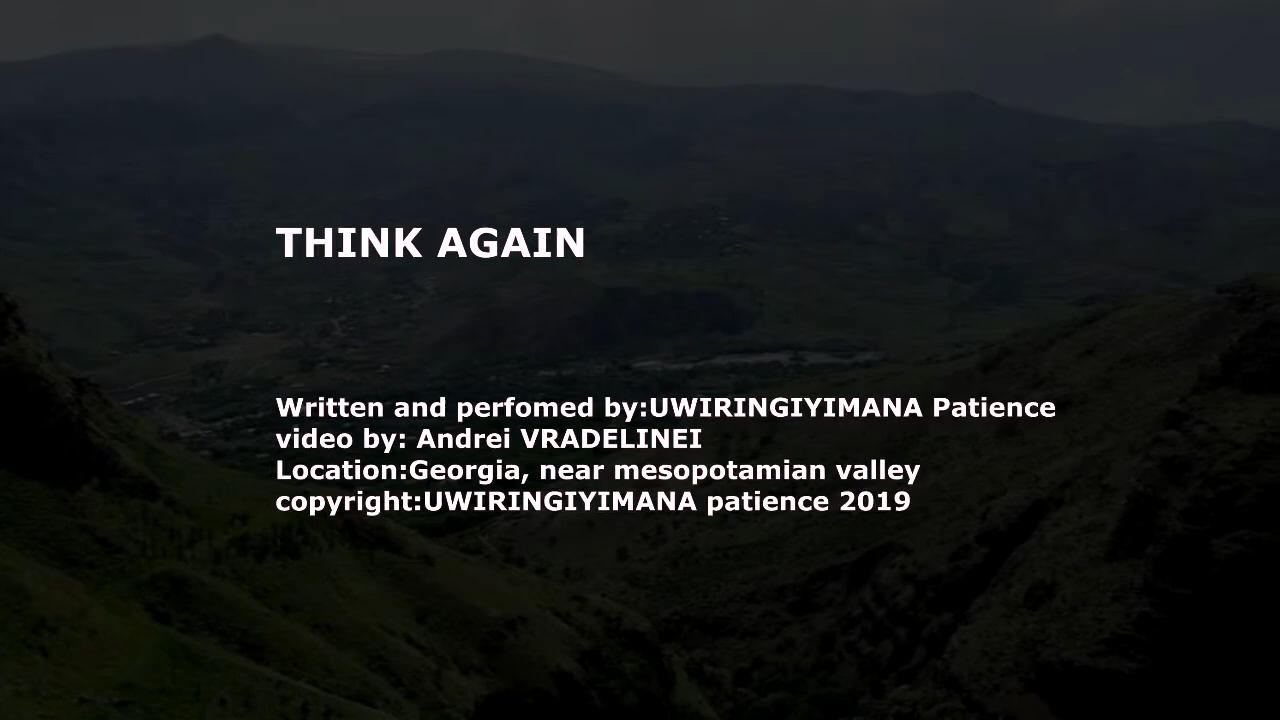 THINK AGAIN
Written and perfomed by:UWIRINGIYIMANA Patience
video by: Andrei VRADELINEI
Location:Georgia, near mesopotamian valley
copyright:UWIRINGIYIMANA patience 2019